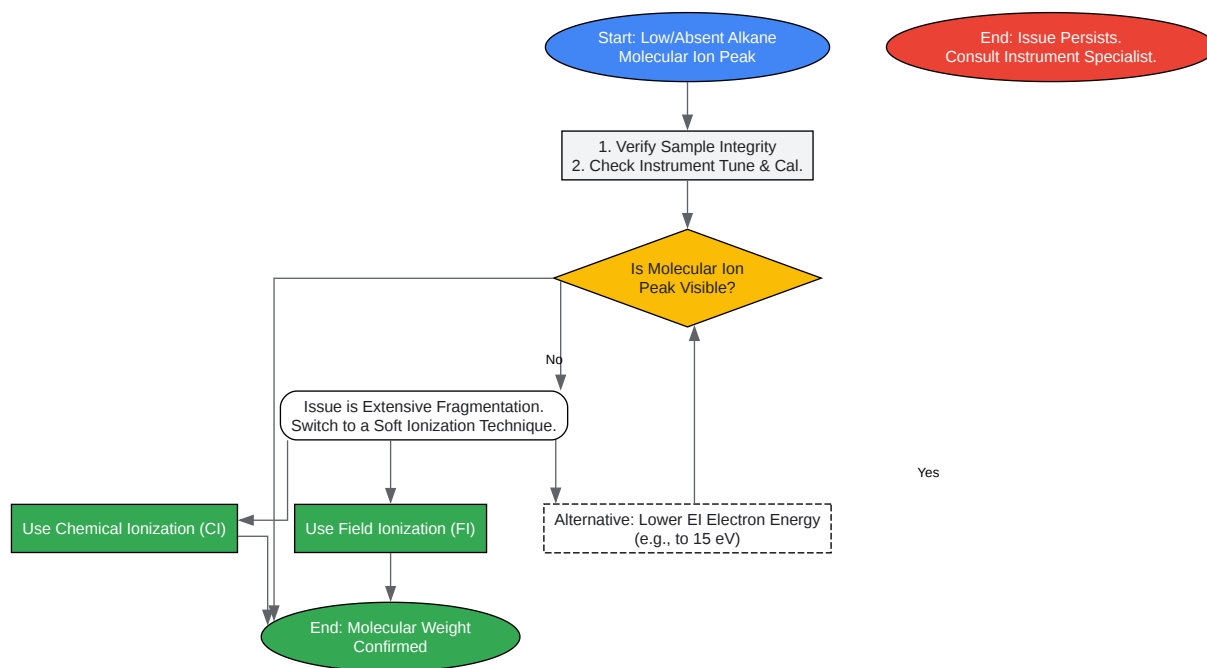 Start: Low/Absent Alkane
Molecular Ion Peak
End: Issue Persists.
Consult Instrument Specialist.
1. Verify Sample Integrity
2. Check Instrument Tune & Cal.
Is Molecular Ion
Peak Visible?
No
Issue is Extensive Fragmentation.
Switch to a Soft Ionization Technique.
Yes
Use Chemical Ionization (CI)
Use Field Ionization (FI)
Alternative: Lower EI Electron Energy
(e.g., to 15 eV)
End: Molecular Weight
Confirmed